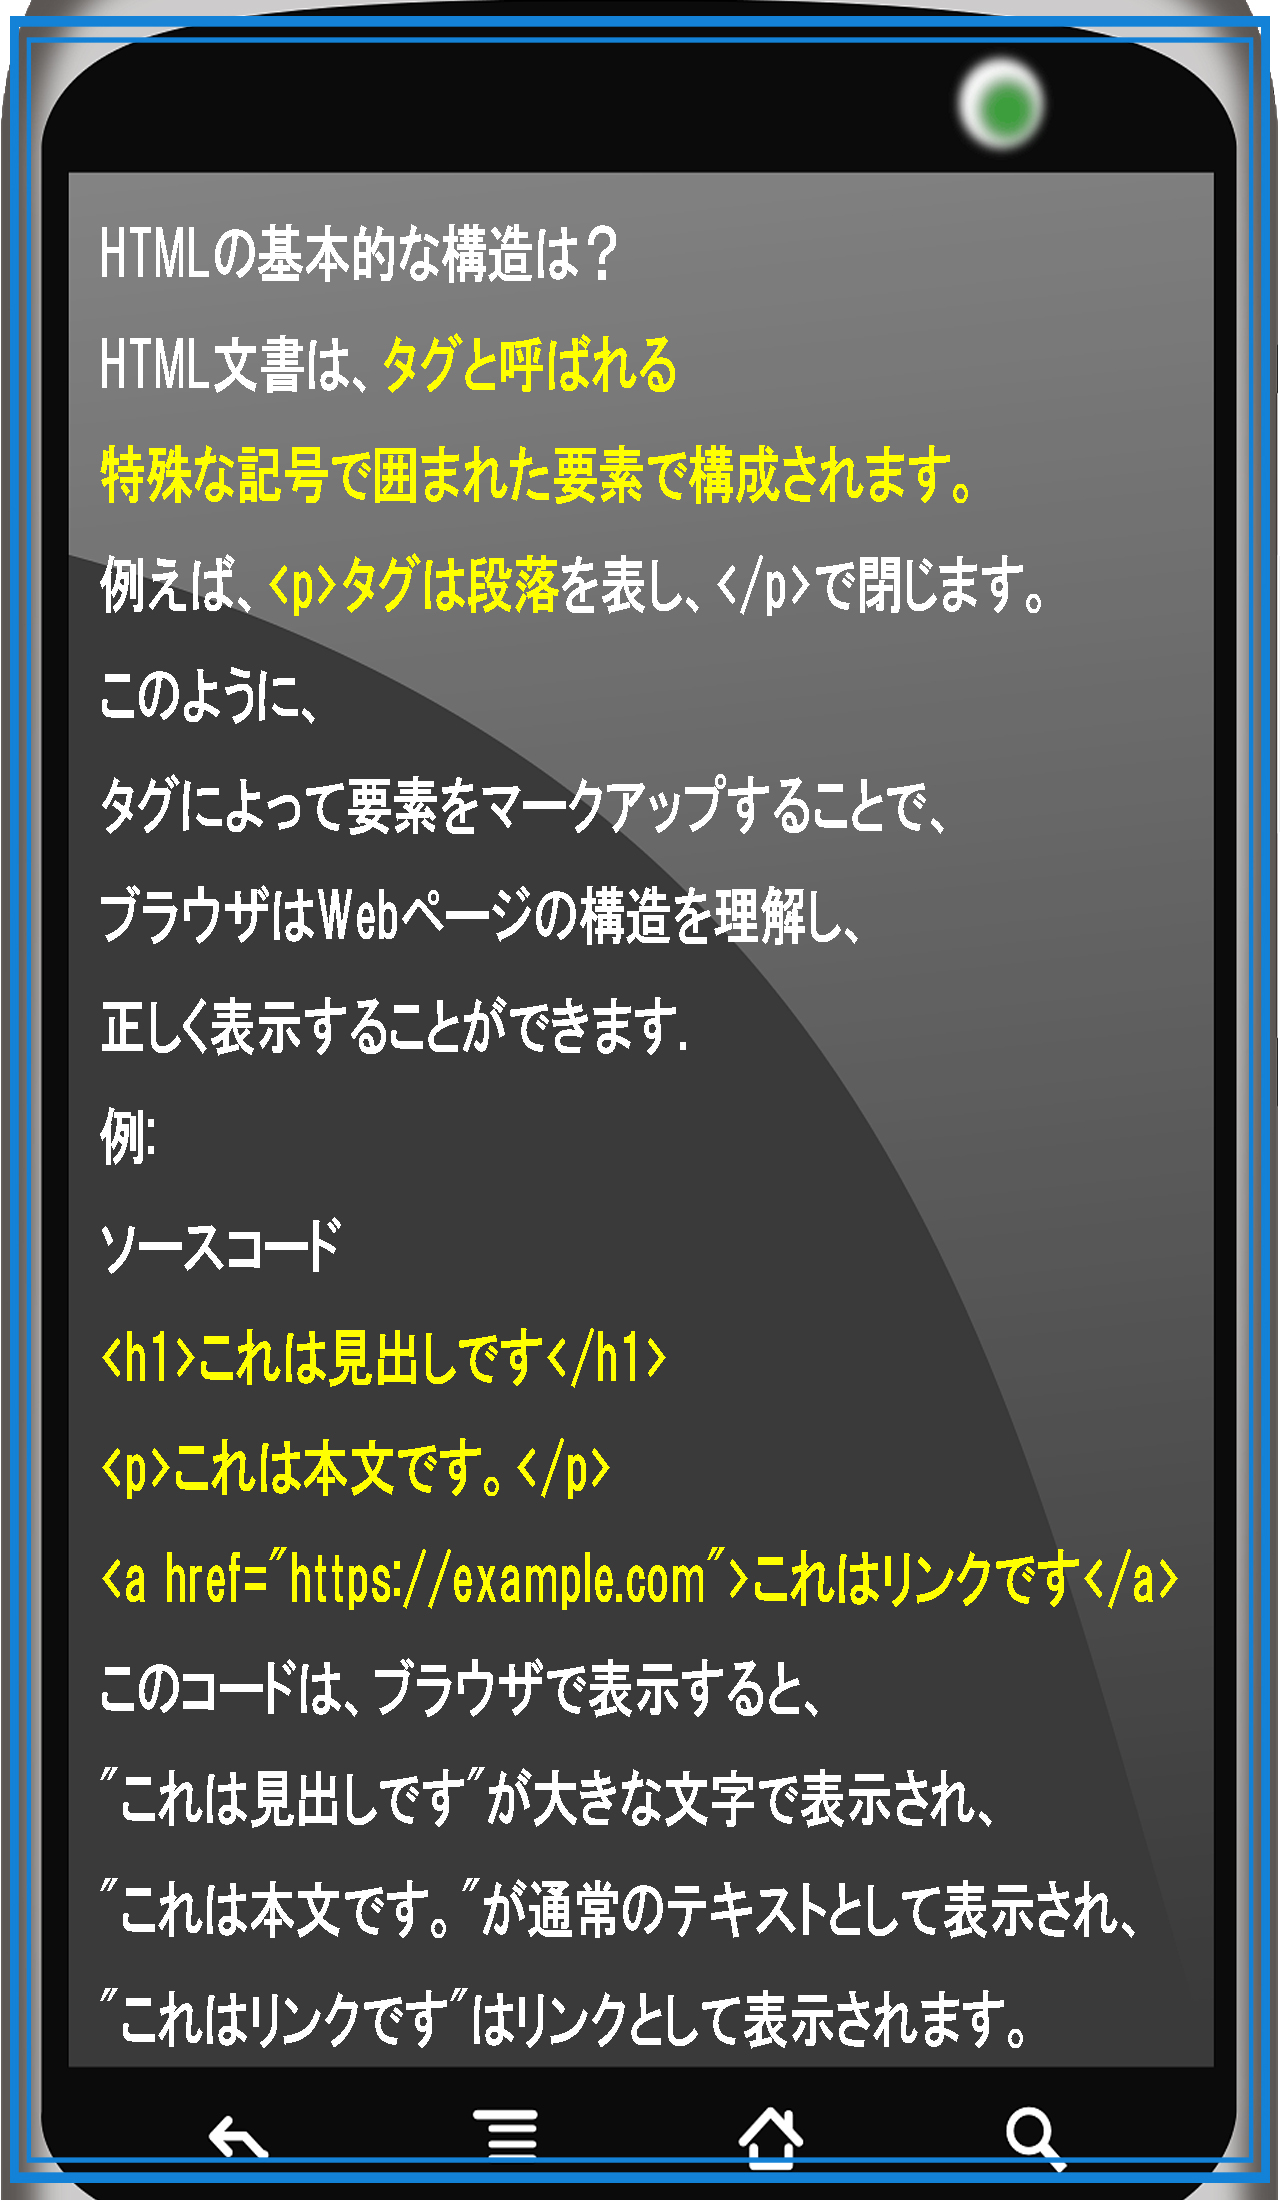 HTMLの基本的な構造は？
HTML文書は、タグと呼ばれる
特殊な記号で囲まれた要素で構成されます。
例えば、<p>タグは段落を表し、</p>で閉じます。
このように、
タグによって要素をマークアップすることで、
ブラウザはWebページの構造を理解し、
正しく表示することができます.
例:
ソースコード
<h1>これは見出しです</h1>
<p>これは本文です。</p>
<a href="https://example.com">これはリンクです</a>
このコードは、ブラウザで表示すると、
"これは見出しです"が大きな文字で表示され、
"これは本文です。"が通常のテキストとして表示され、
"これはリンクです"はリンクとして表示されます。